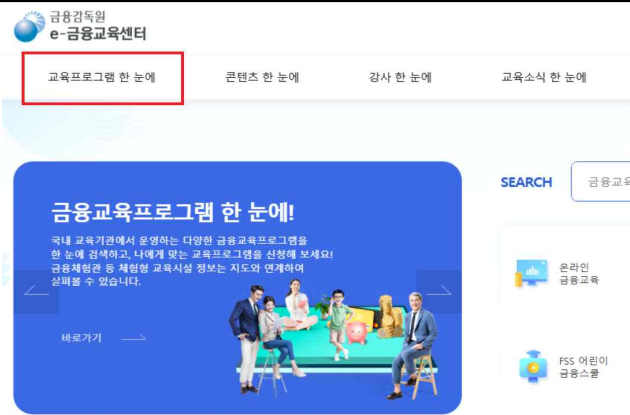 금융감독원
e-금융교육센터
교육프로그램 한 눈에
콘텐츠 한 눈에
강사 한 눈에
교육소식 한 눈에
금융교육프로그램 한 눈에!
국내 교육기관에서 운영하는 다양한 금융교육프로그램을
한 눈에 검색하고, 나에게 맞는 교육프로그램을 신청해 보세요!
금융체험관 등 체험형 교육시설 정보는 지도와 연계하여
살펴볼 수 있습니다.
바로가기
SEARCH
금융교육
온라인
금융교육
FSS 어린이
금융스쿨